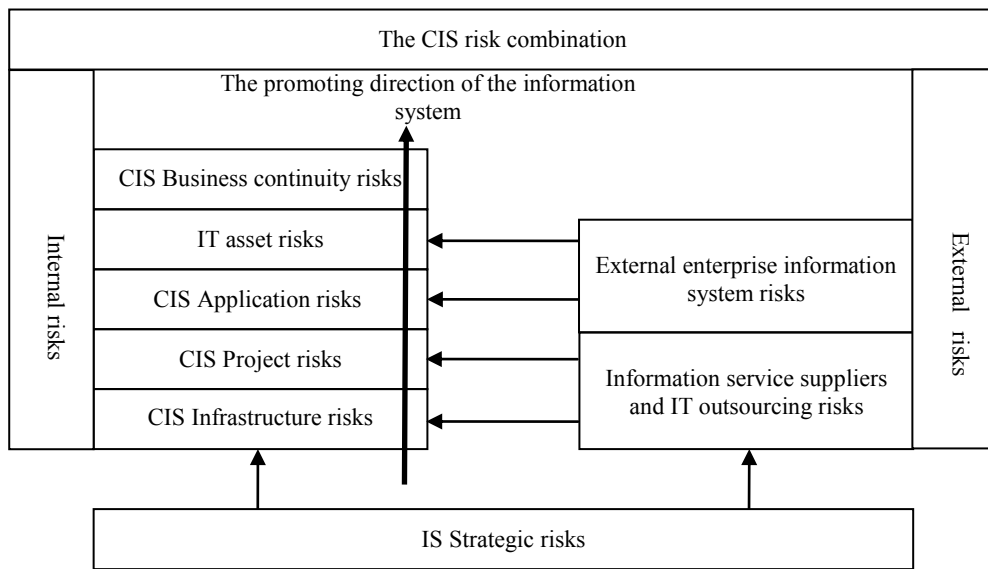 The CIS risk combination
The promoting direction of the information
system
CIS Business continuity risks
IT asset risks
CIS Application risks
CIS Project risks
CIS Infrastructure risks
Internal risks
External enterprise information
system risks
Information service suppliers
and IT outsourcing risks
External risks
IS Strategic risks